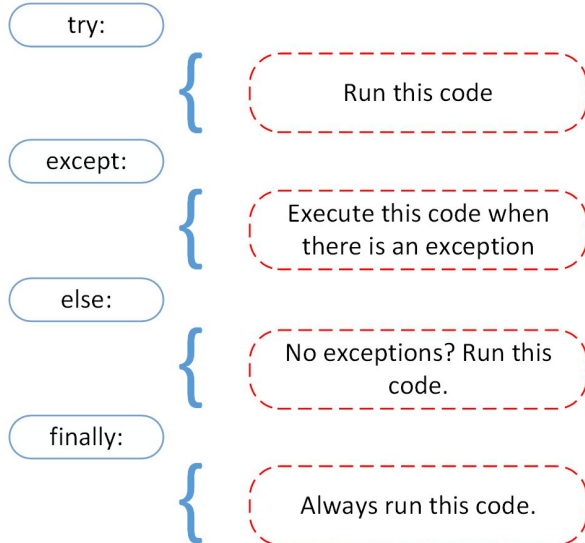 try:
Run this code
except:
Execute this code when
there is an exception
else:
No exceptions? Run this
code.
finally:
Always run this code.